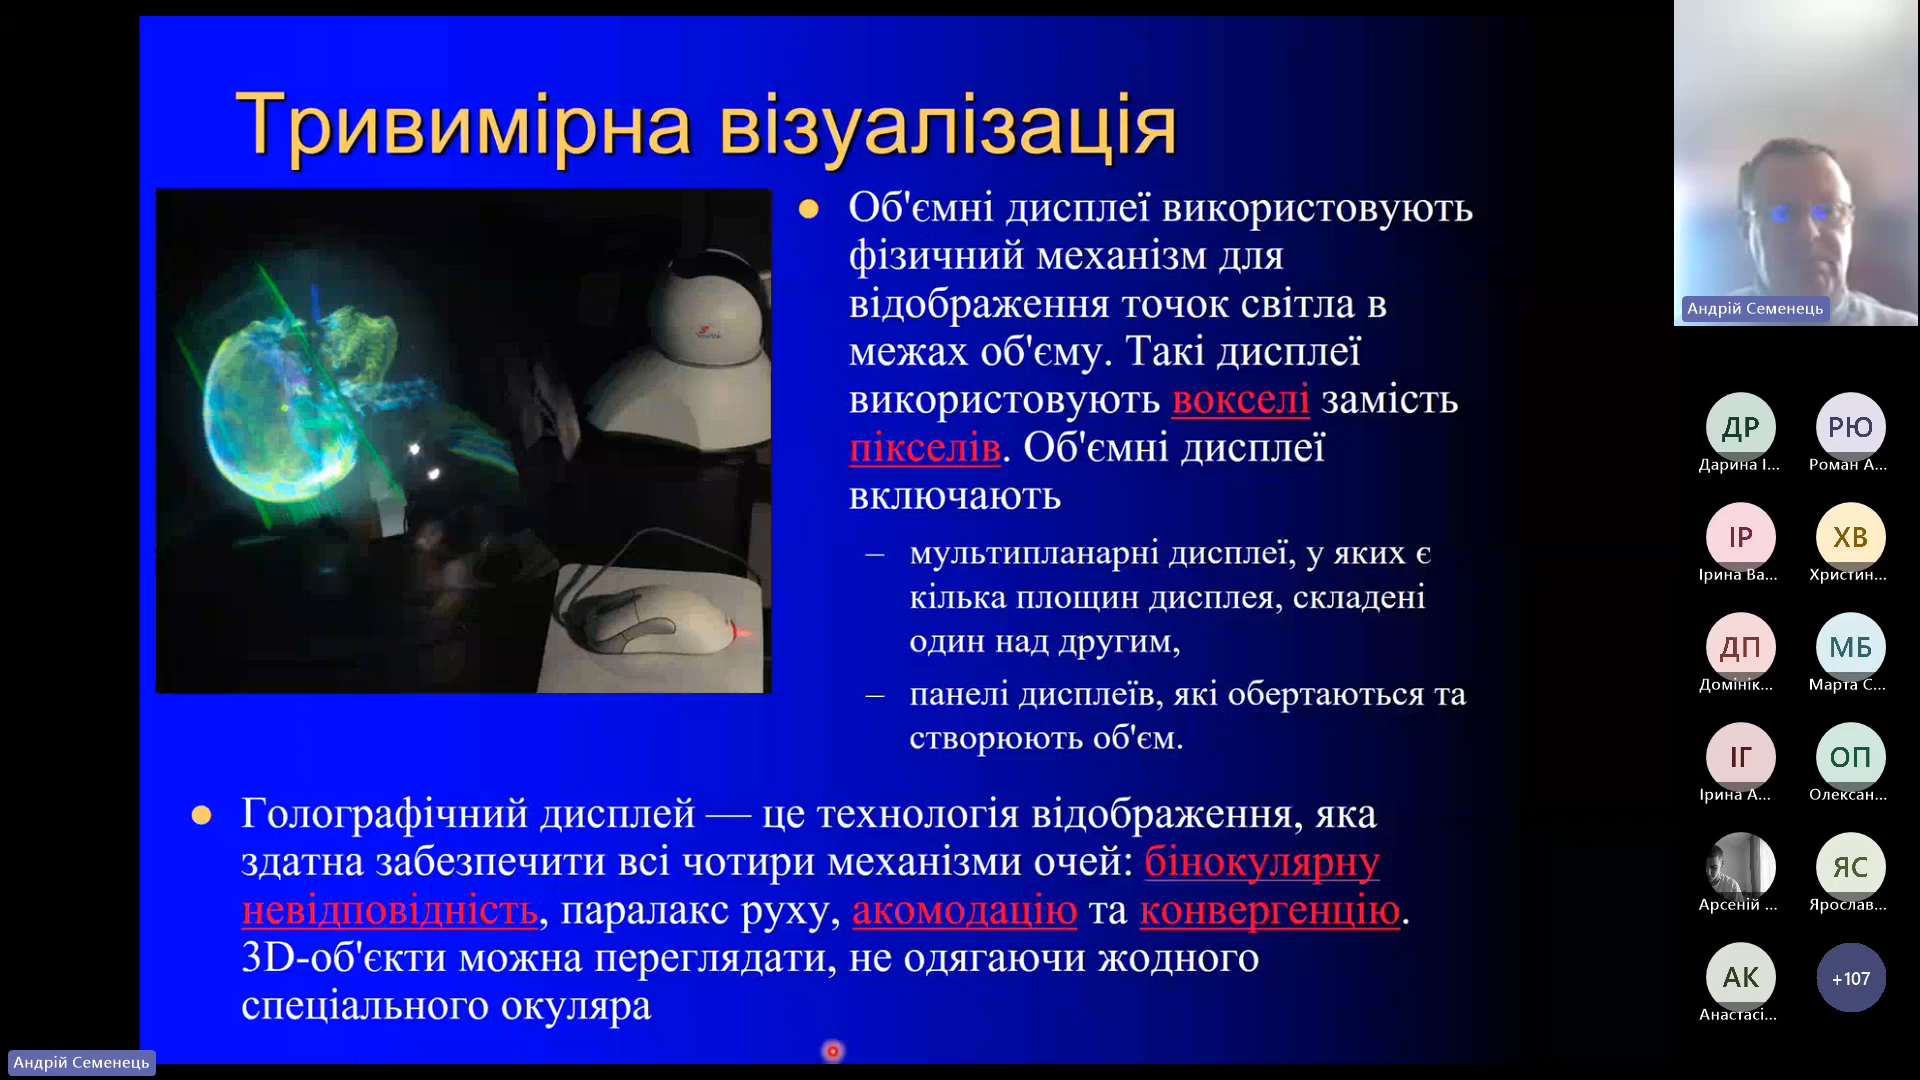 Тривимірна візуалізація
Об'ємні дисплеї використовують
фізичний механізм для
відображення точок світла в
межах об'єму. Такі дисплеї
використовують вокселі замість
пікселів. Об'ємні дисплеї
включають
– мультипланарні дисплеї, у яких є
кілька площин дисплея, складені
один над другим,
– панелі дисплеїв, які обертаються та
створюють об'єм.
Голографічний дисплей — це технологія відображення, яка
здатна забезпечити всі чотири механізми очей: бінокулярну
невідповідність, паралакс руху, акомодацію та конвергенцію.
3D-об'єкти можна переглядати, не одягаючи жодного
спеціального окуляра
Андрій Семенець
Андрій Семенець
ДР
Дарина І...
РЮ
Роман А...
ІР
Ірина Ва...
ХВ
Христин...
ДП
Домінік...
МБ
Марта С...
ІГ
Ірина А...
ОП
Олексан...
Арсеній ...
ЯС
Ярослав...
АК
Анастасі...
+107